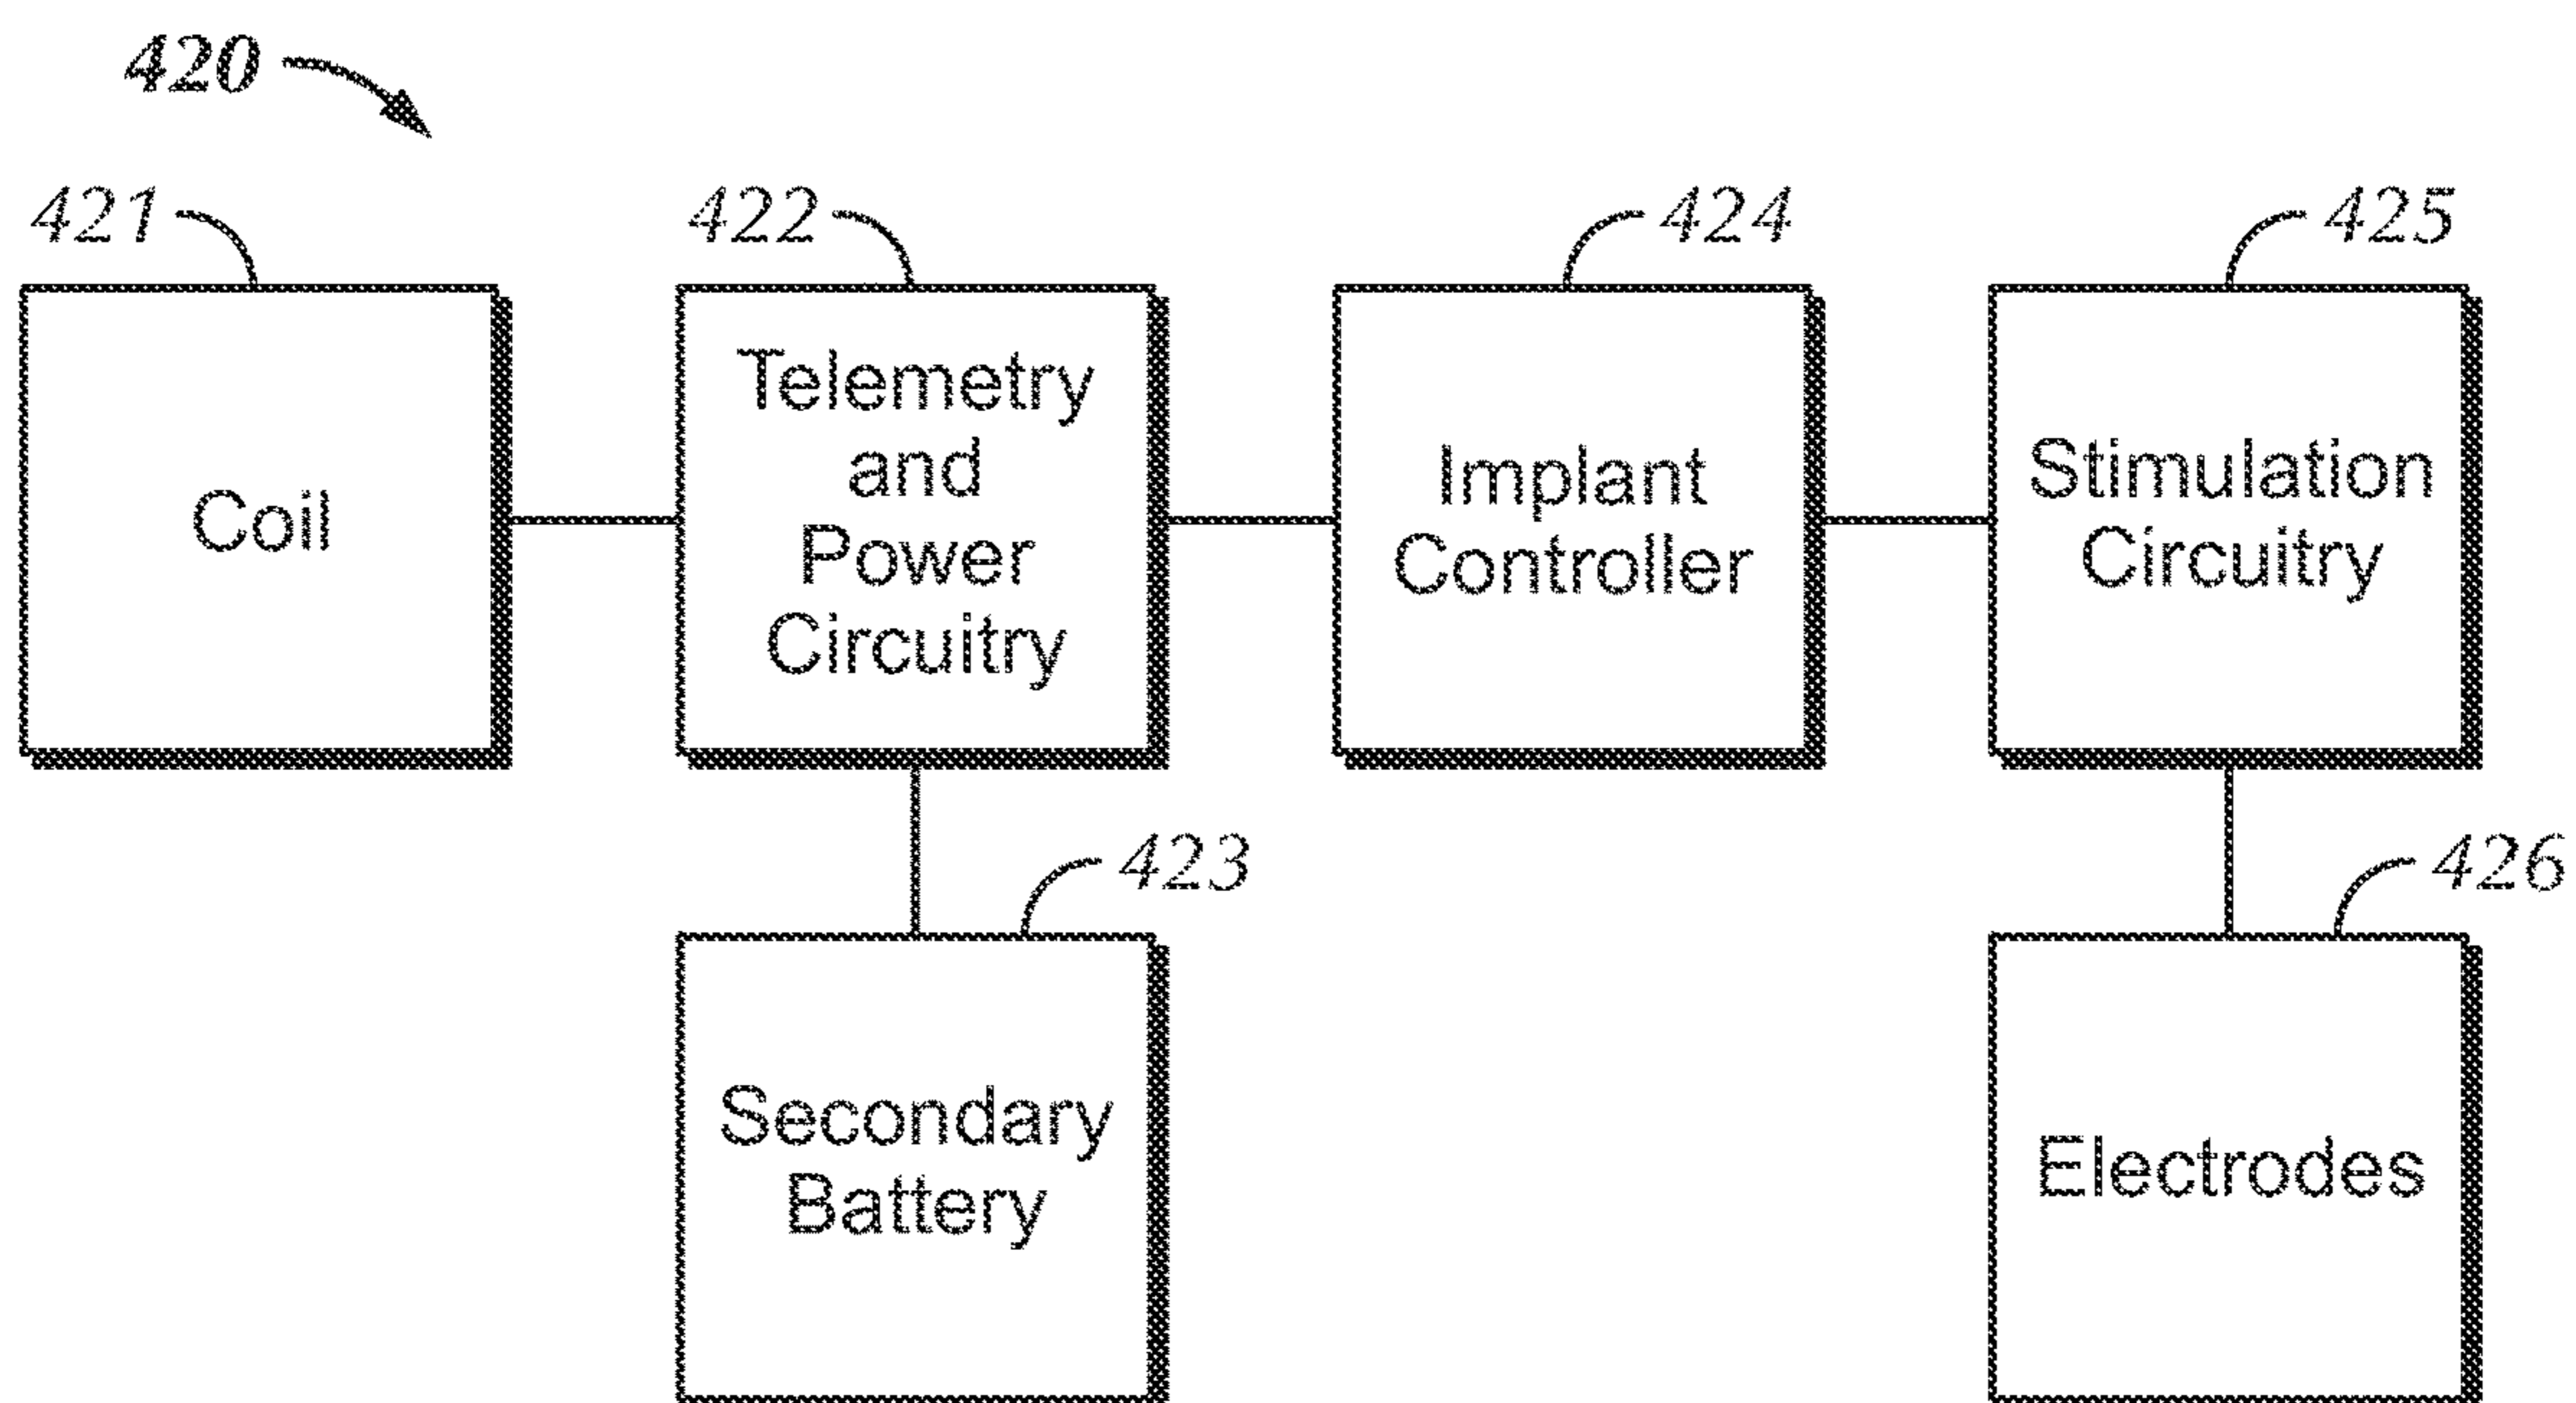 420
421
422
424
425
Coil
Telemetry
and
Power
Circuitry
Implant
Controller
Stimulation
Circuitry
423
426
Secondary
Battery
Electrodes